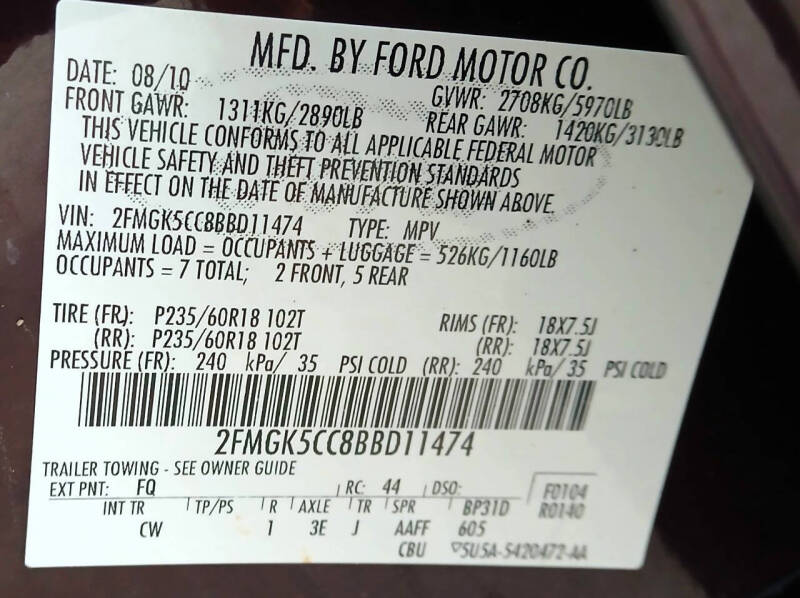 MFD. BY FORD MOTOR CO.
DATE: 08/10 GVWR: 2708KG/5970LB
FRONT GAWR: 1311KG/2890LB REAR GAWR: 1420KG/3130LB
THIS VEHICLE CONFORMS TO ALL APPLICABLE FEDERAL MOTOR
VEHICLE SAFETY AND THEFT PREVENTION STANDARDS
IN EFFECT ON THE DATE OF MANUFACTURE SHOWN ABOVE.
VIN: 2FMGK5CC8BBD11474 TYPE: MPV
MAXIMUM LOAD = OCCUPANTS + LUGGAGE = 526KG/1160LB
OCCUPANTS = 7 TOTAL; 2 FRONT, 5 REAR
TIRE (FR): P235/60R18 102T RIMS (FR): 18X7.5J
(RR): P235/60R18 102T (RR): 18X7.5J
PRESSURE (FR): 240 kPa/ 35 PSI COLD (RR): 240 kPa/ 35 PSI COLD
2FMGK5CC8BBD11474
TRAILER TOWING - SEE OWNER GUIDE
EXT PNT: FQ RC: 44 DSO: F0104
INT TR TP/PS R AXLE TR SPR BP31D R0140
CW 1 3E J AAFF 605
CBU ▽5U5A-5420472-AA